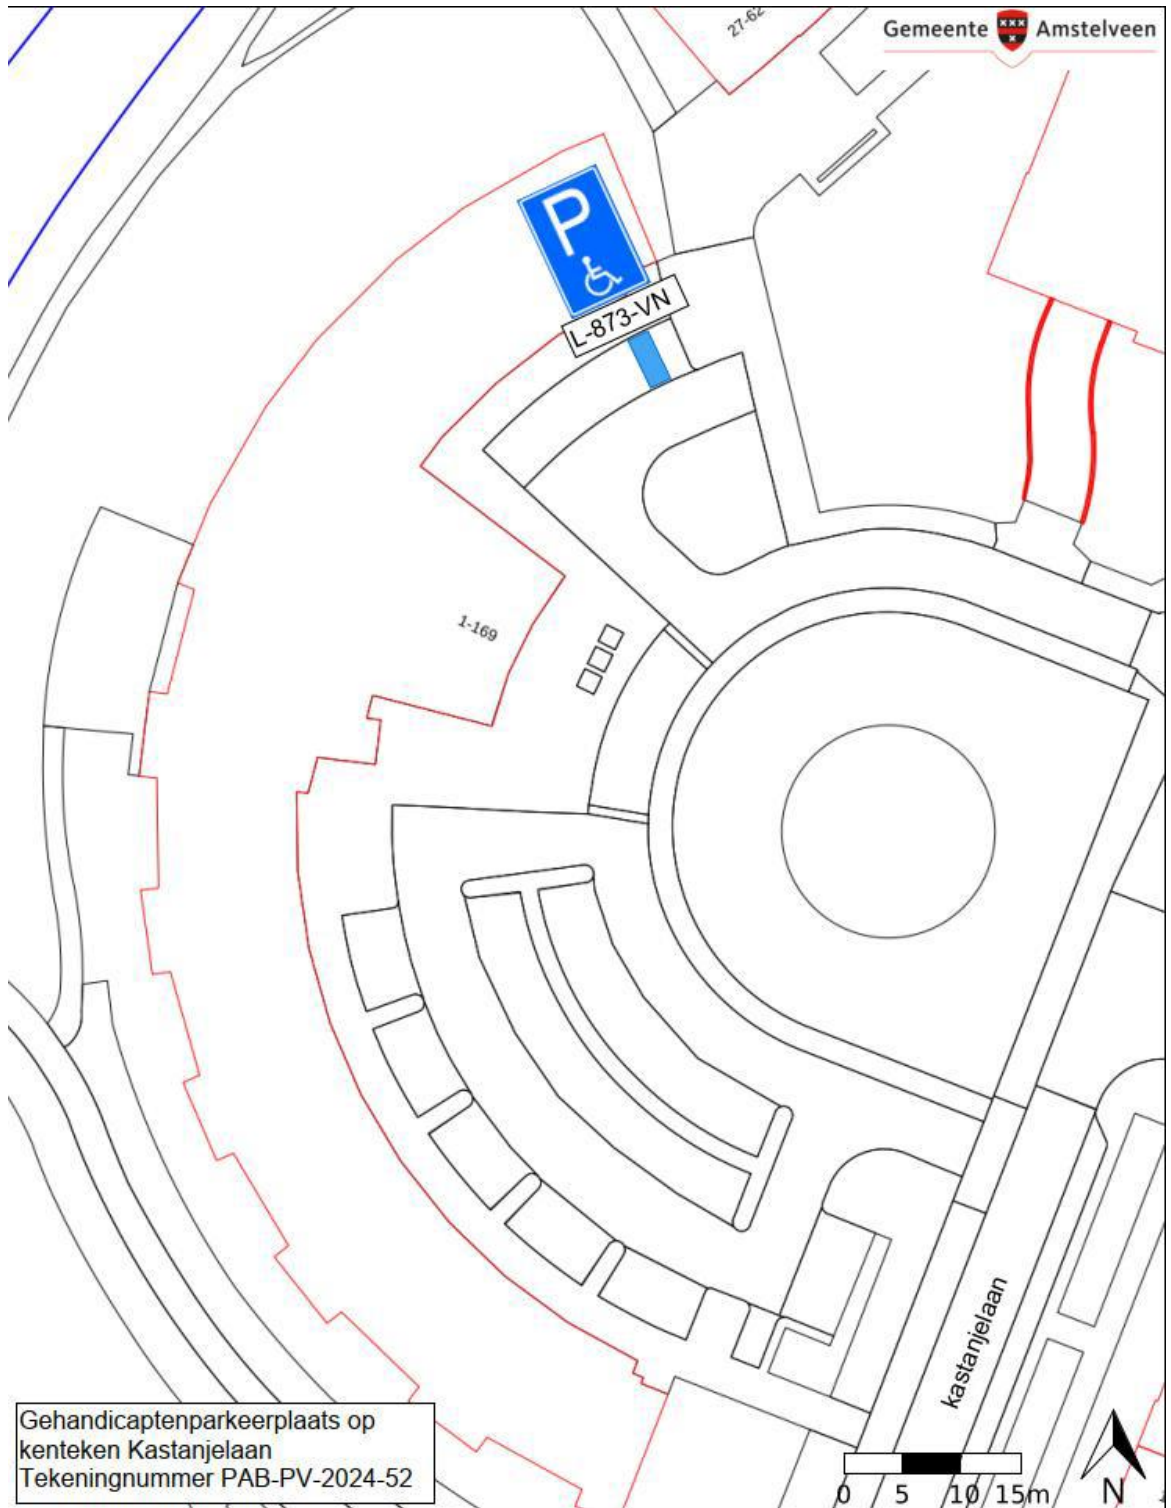 27-62
Gemeente Amstelveen
P
L-873-VN
1-169
kastanjelaan
Gehandicaptenparkeerplaats op
kenteken Kastanjelaan
Tekeningnummer PAB-PV-2024-52
0 5 10 15m
N